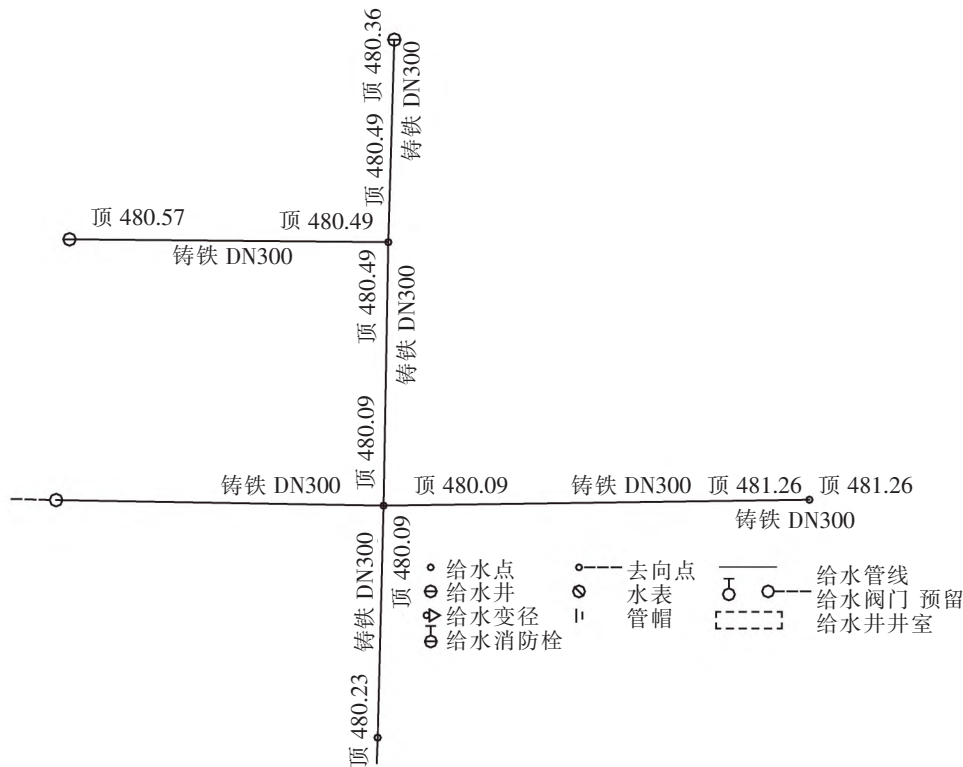 顶 480.36
铸铁 DN300
顶 480.49
顶 480.57
顶 480.49
铸铁 DN300
顶 480.49
铸铁 DN300
顶 480.09
铸铁 DN300
顶 480.09
铸铁 DN300
顶 481.26
顶 481.26
铸铁 DN300
铸铁 DN300
顶 480.09
顶 480.23
给水点
给水井
给水变径
给水消防栓
去向点
水表
管帽
给水管线
给水阀门 预留
给水井井室